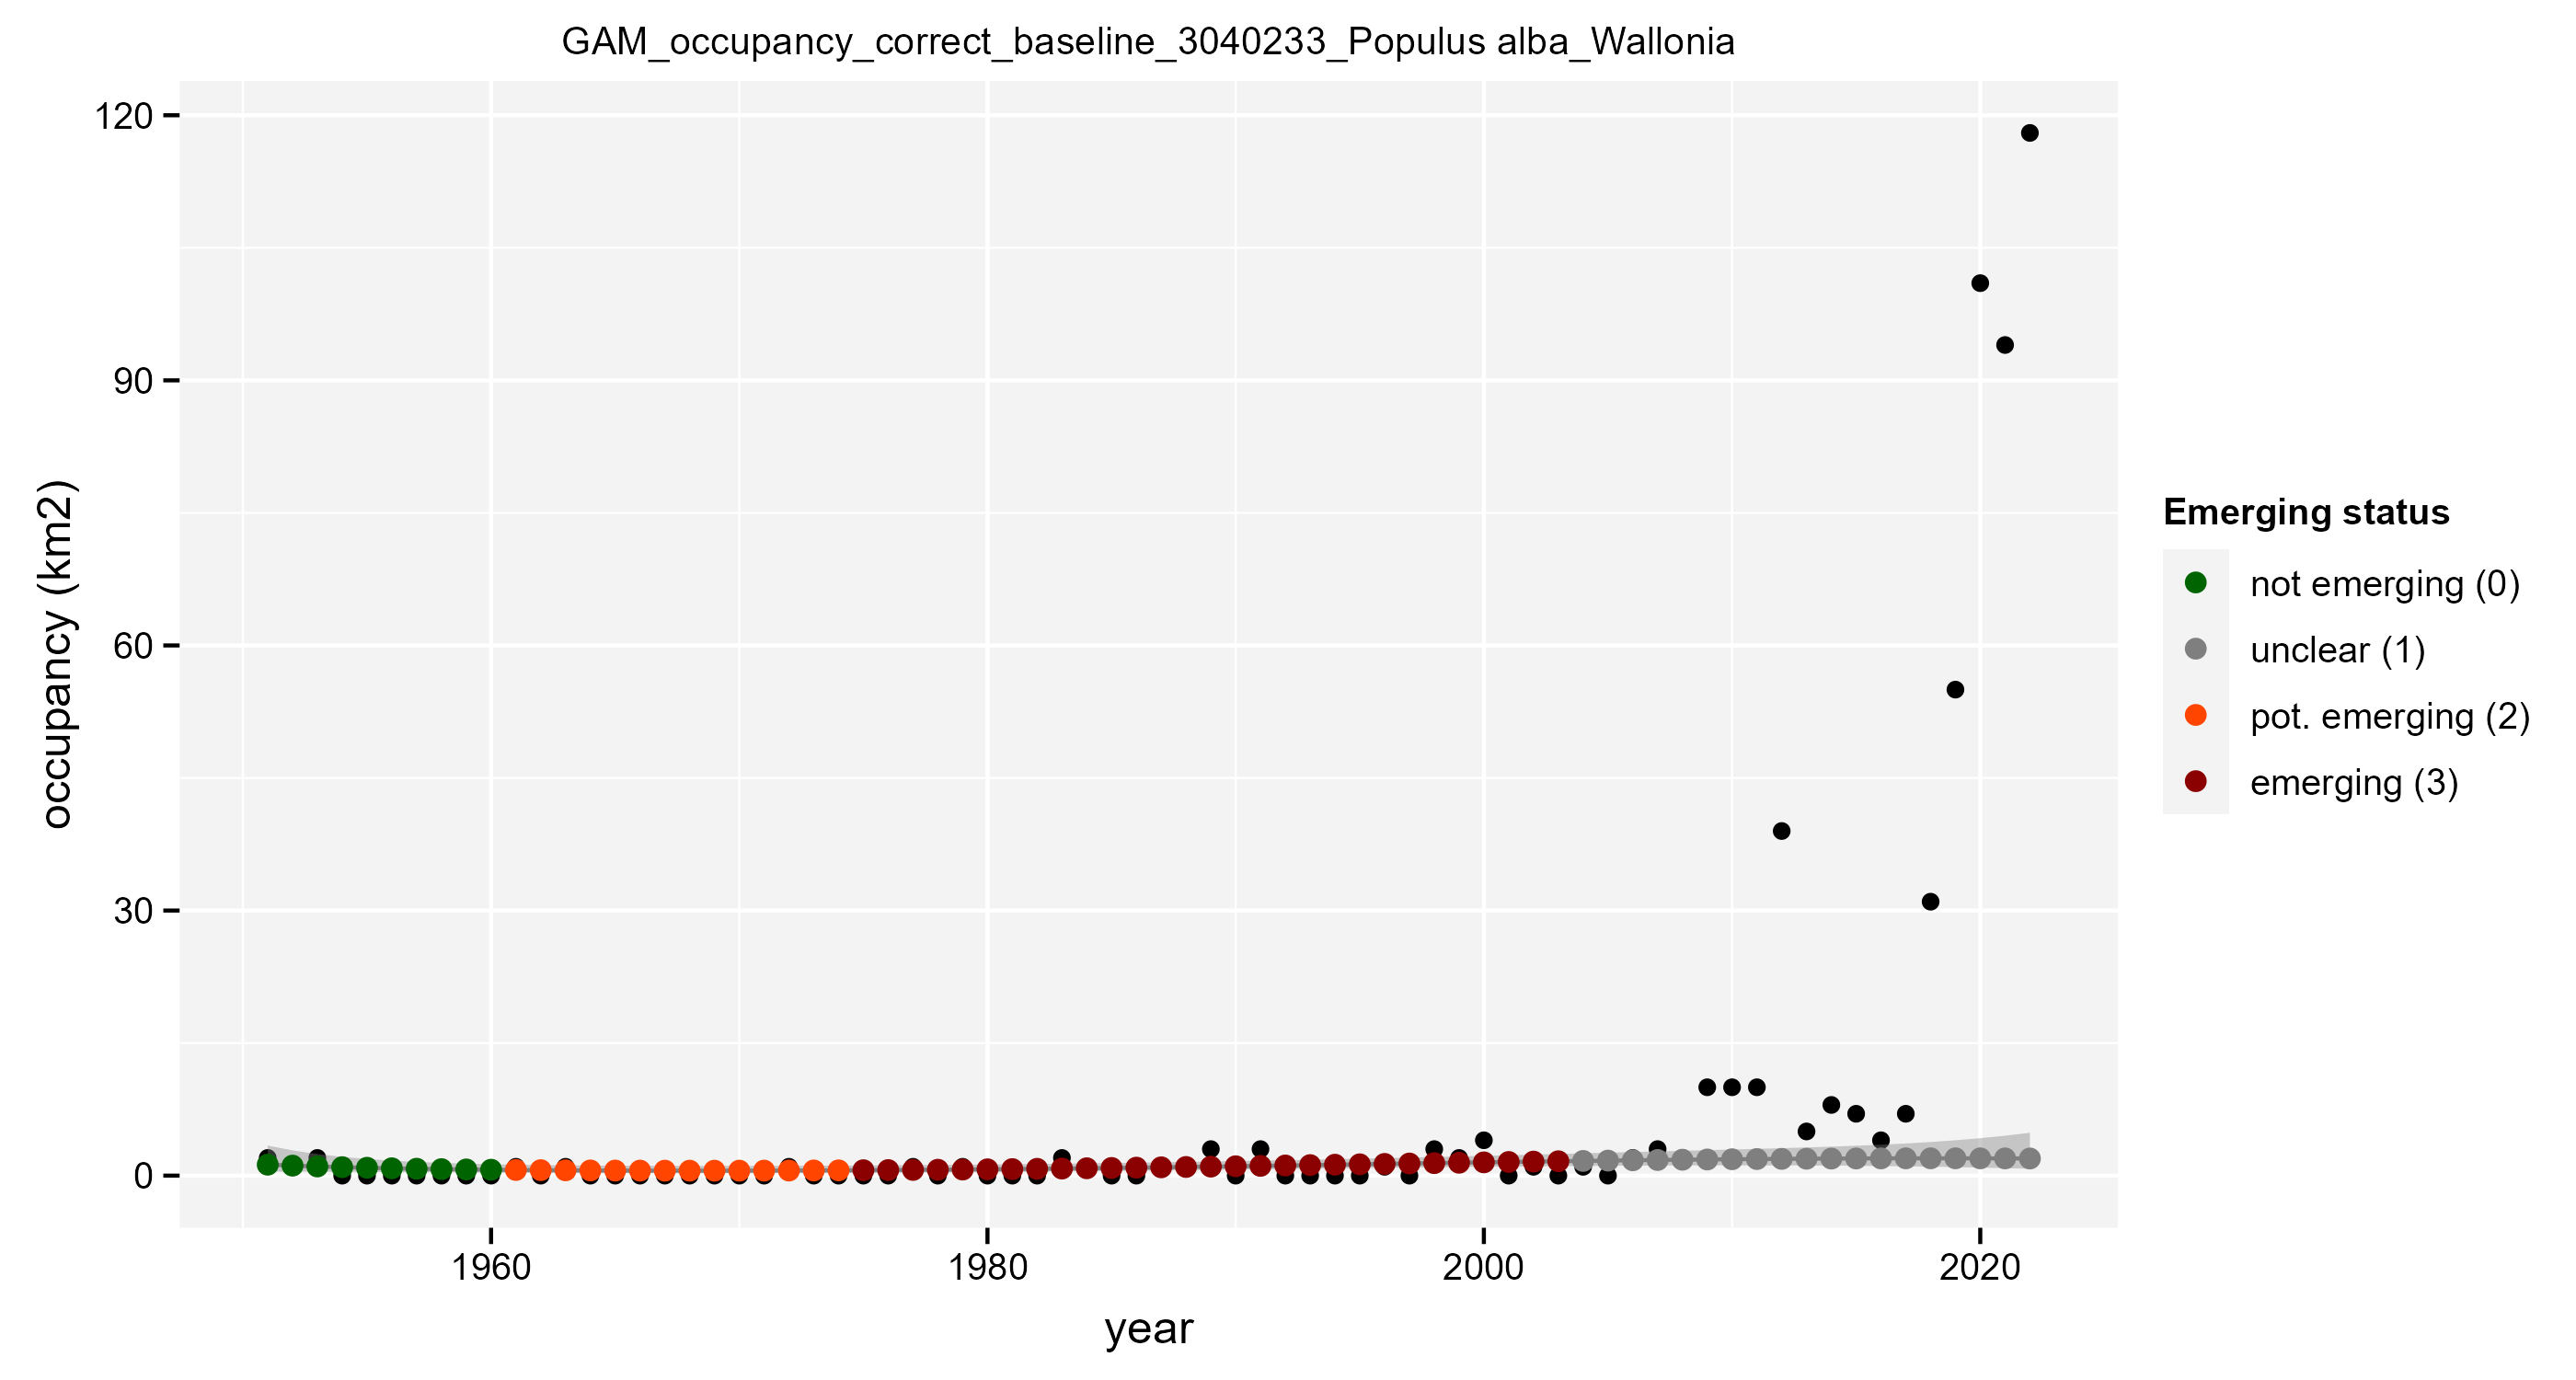 GAM_occupancy_correct_baseline_3040233_Populus alba_Wallonia
120
90
60
30
0
occupancy (km2)
1960
1980
2000
2020
year
Emerging status
not emerging (0)
unclear (1)
pot. emerging (2)
emerging (3)